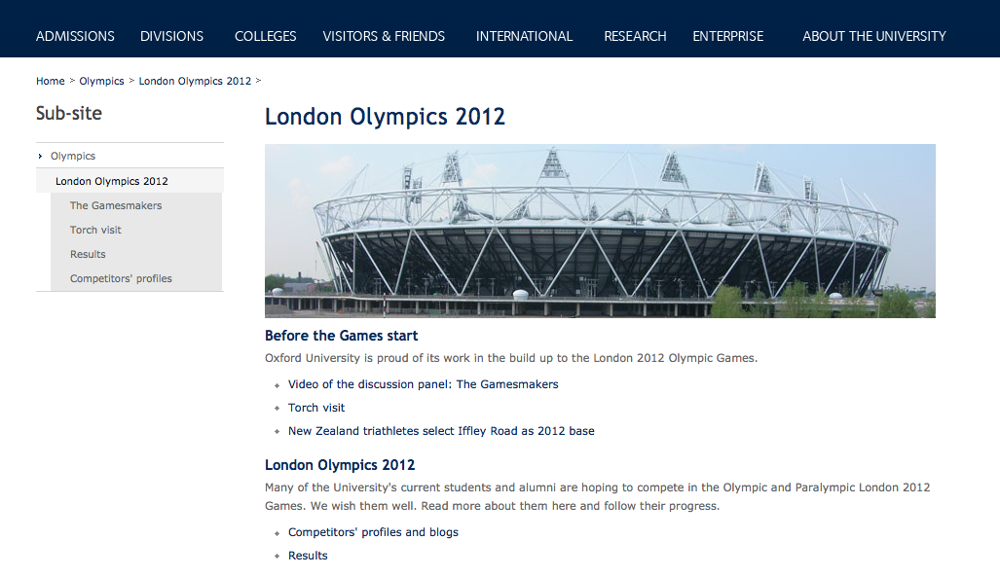 ADMISSIONS DIVISIONS COLLEGES VISITORS & FRIENDS INTERNATIONAL RESEARCH ENTERPRISE ABOUT THE UNIVERSITY
Home > Olympics > London Olympics 2012 >
Sub-site
Olympics
London Olympics 2012
The Gamesmakers
Torch visit
Results
Competitors' profiles
London Olympics 2012
Before the Games start
Oxford University is proud of its work in the build up to the London 2012 Olympic Games.
Video of the discussion panel: The Gamesmakers
Torch visit
New Zealand triathletes select Iffley Road as 2012 base
London Olympics 2012
Many of the University's current students and alumni are hoping to compete in the Olympic and Paralympic London 2012
Games. We wish them well. Read more about them here and follow their progress.
Competitors' profiles and blogs
Results